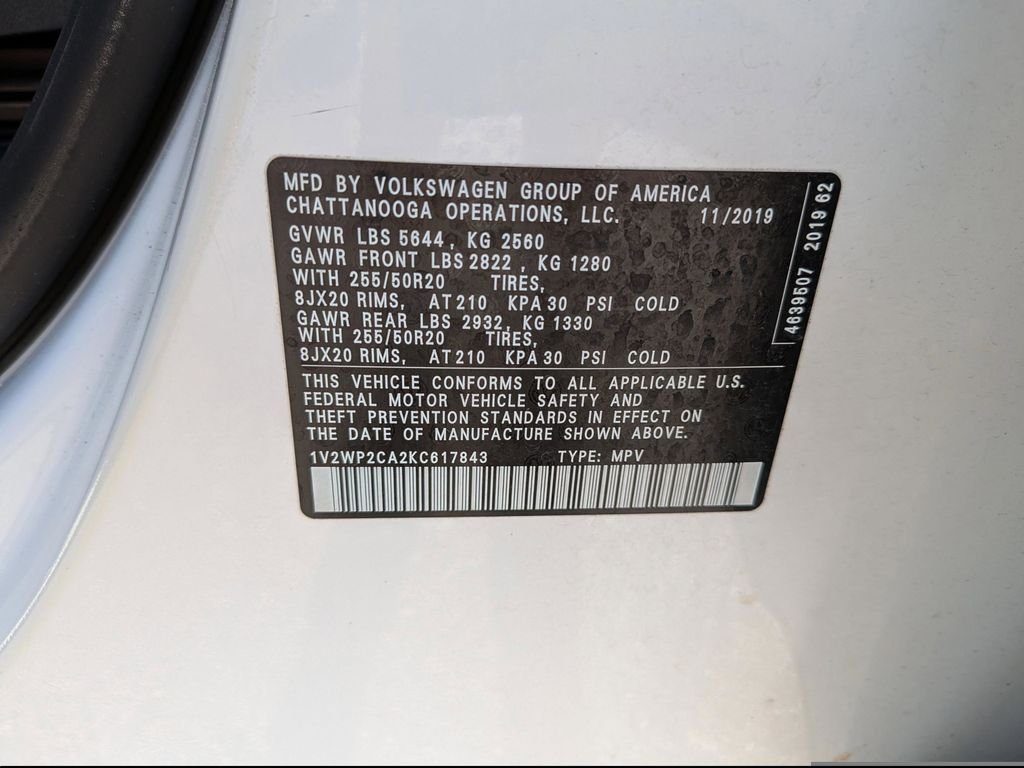 MFD BY VOLKSWAGEN GROUP OF AMERICA
CHATTANOOGA OPERATIONS, LLC. 11/2019
GVWR LBS 5644 , KG 2560
GAWR FRONT LBS 2822 , KG 1280
WITH 255/50R20 TIRES,
8JX20 RIMS, AT 210 KPA 30 PSI COLD
GAWR REAR LBS 2932, KG 1330
WITH 255/50R20 TIRES,
8JX20 RIMS, AT 210 KPA 30 PSI COLD
THIS VEHICLE CONFORMS TO ALL APPLICABLE U.S.
FEDERAL MOTOR VEHICLE SAFETY AND
THEFT PREVENTION STANDARDS IN EFFECT ON
THE DATE OF MANUFACTURE SHOWN ABOVE.
1V2WP2CA2KC617843 TYPE: MPV
4639507 2019 62